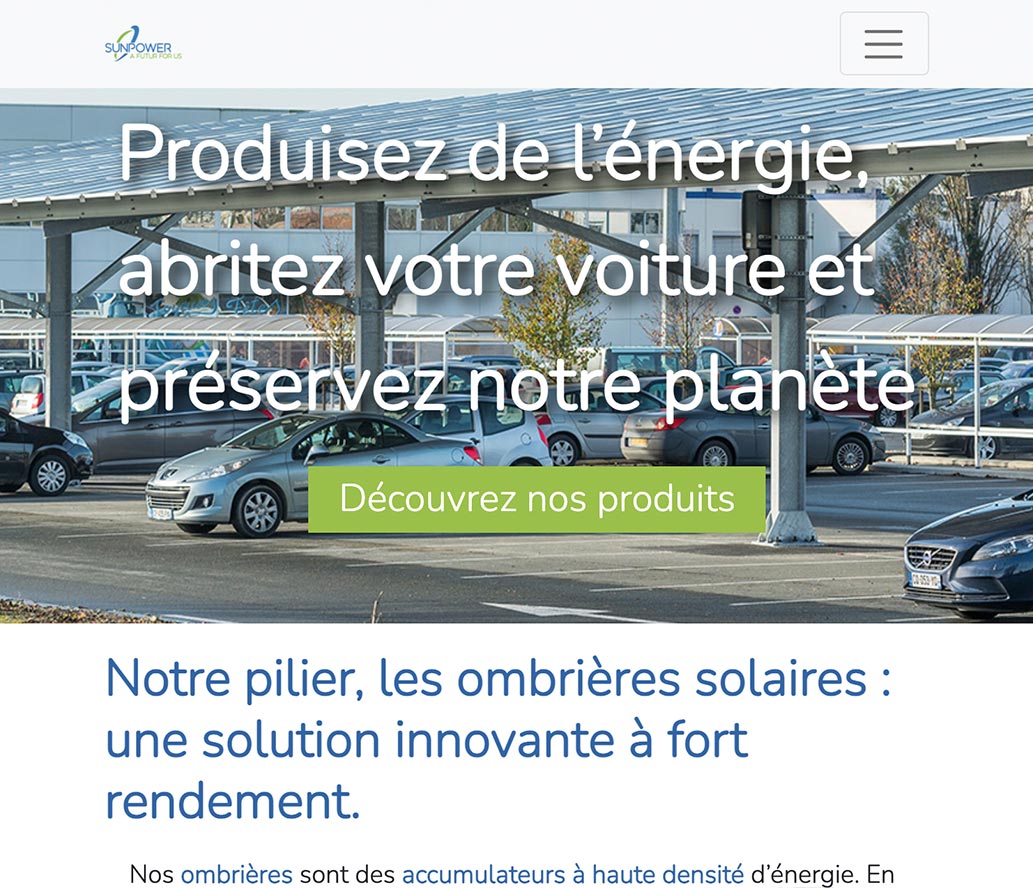 SUNPOWER
A FUTUR FOR US
Produisez de l’énergie,
abritez votre voiture et
préservez notre planète
Découvrez nos produits
Notre pilier, les ombrières solaires :
une solution innovante à fort
rendement.
Nos ombrières sont des accumulateurs à haute densité d’énergie. En